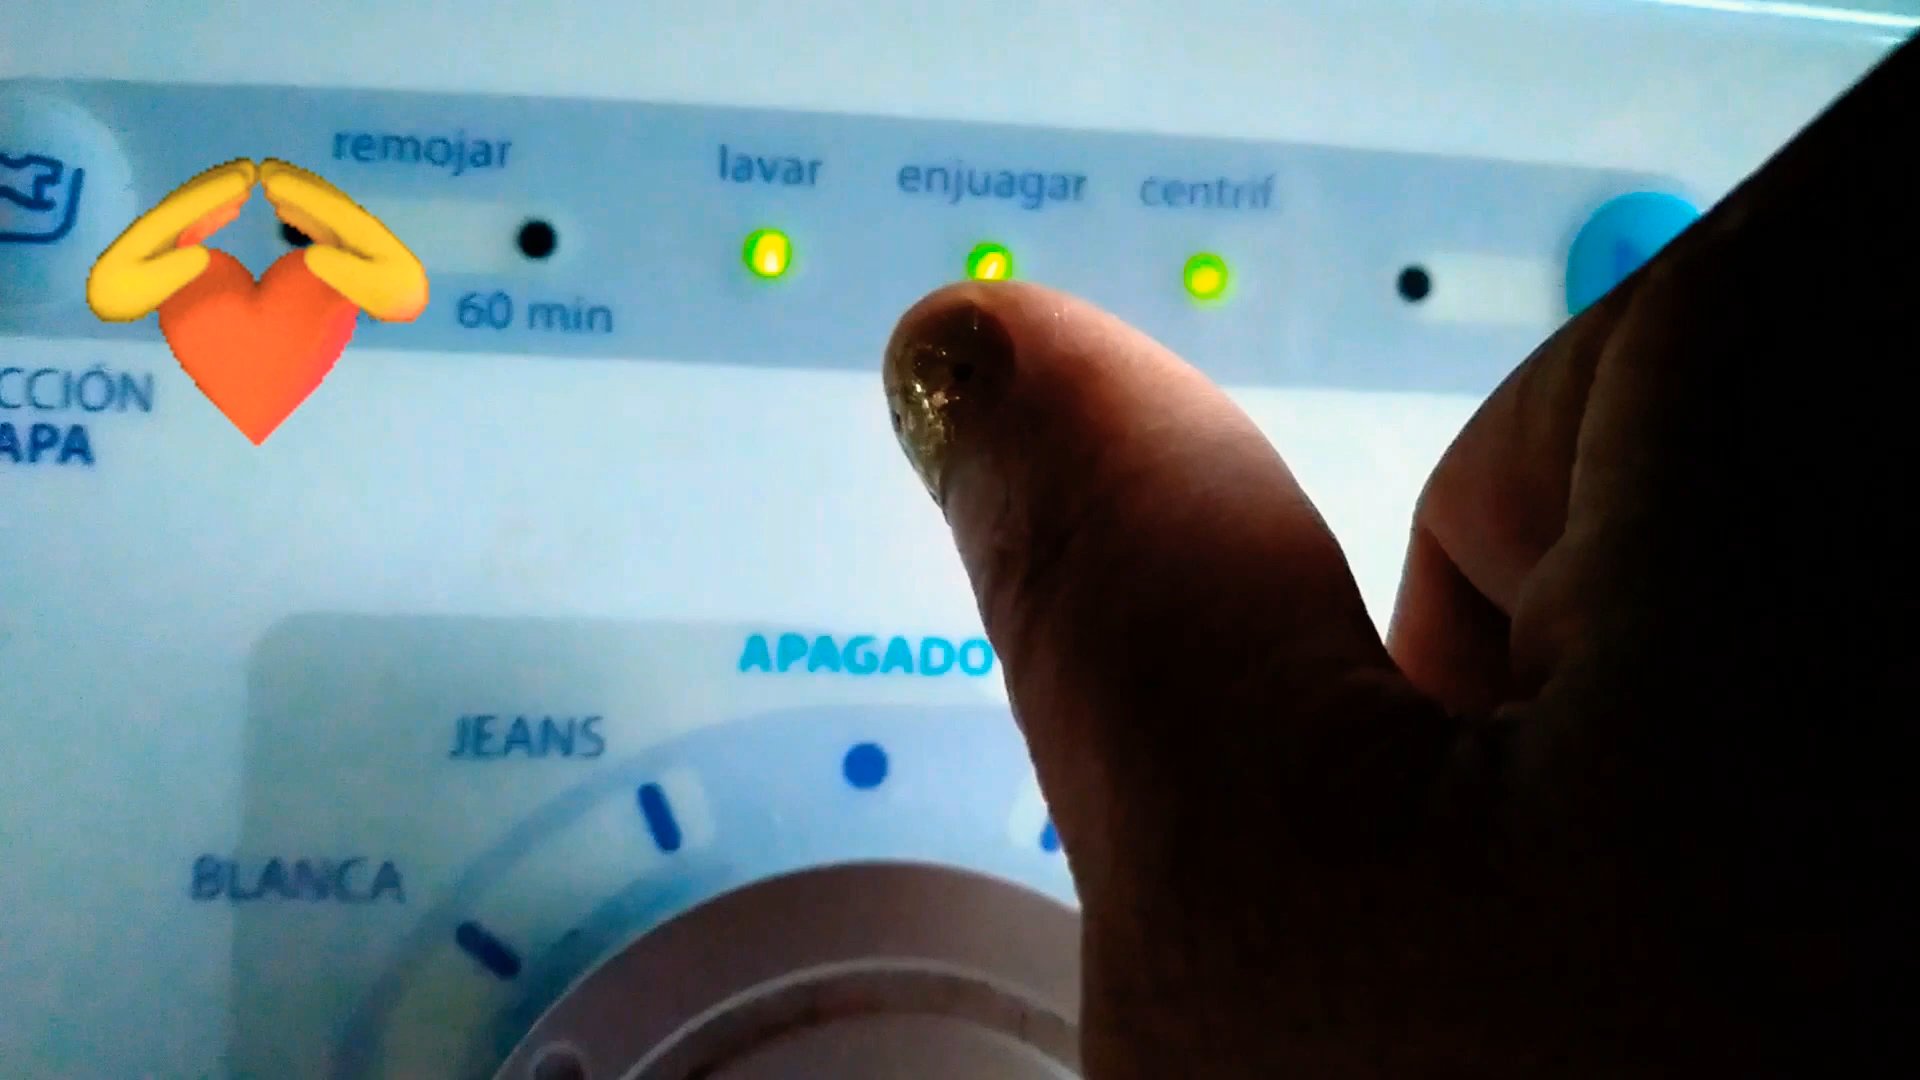 remojar
lavar
enjuagar
centrif
60 min
CCIÓN
APA
APAGADO
JEANS
BLANCA